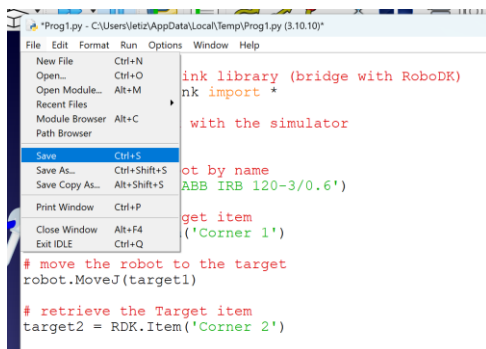 *Prog1.py - C:\Users\letiz\AppData\Local\Temp\Prog1.py (3.10.10)*
File Edit Format Run Options Window Help
New File Ctrl+N
Open... Ctrl+O
Open Module... Alt+M
Recent Files
Module Browser Alt+C
Path Browser
Save Ctrl+S
Save As... Ctrl+Shift+S
Save Copy As... Alt+Shift+S
Print Window Ctrl+P
Close Window Alt+F4
Exit IDLE Ctrl+Q
ink library (bridge with RoboDK)
nk import *
with the simulator
ot by name
ABB IRB 120-3/0.6')
get item
('Corner 1')
# move the robot to the target
robot.MoveJ(target1)
# retrieve the Target item
target2 = RDK.Item('Corner 2')